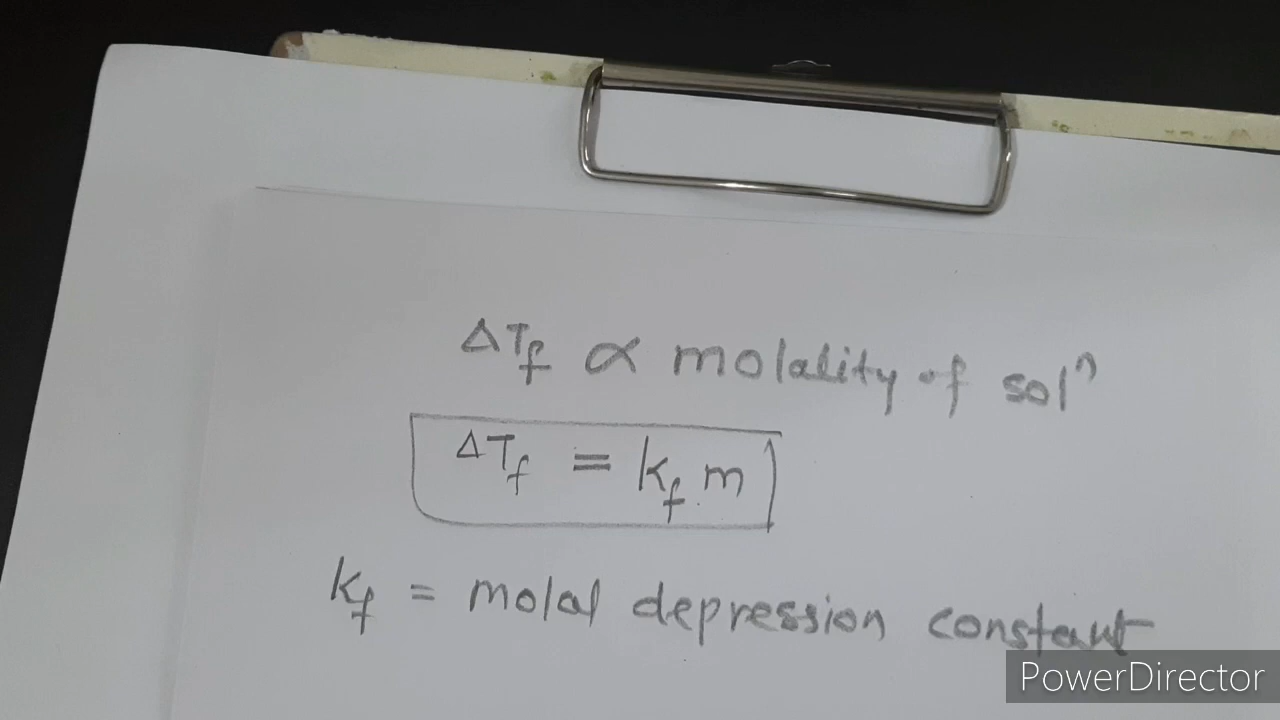 ΔTf ∝ molality of solⁿ
ΔTf = kf m
kf = molal depression constant
PowerDirector